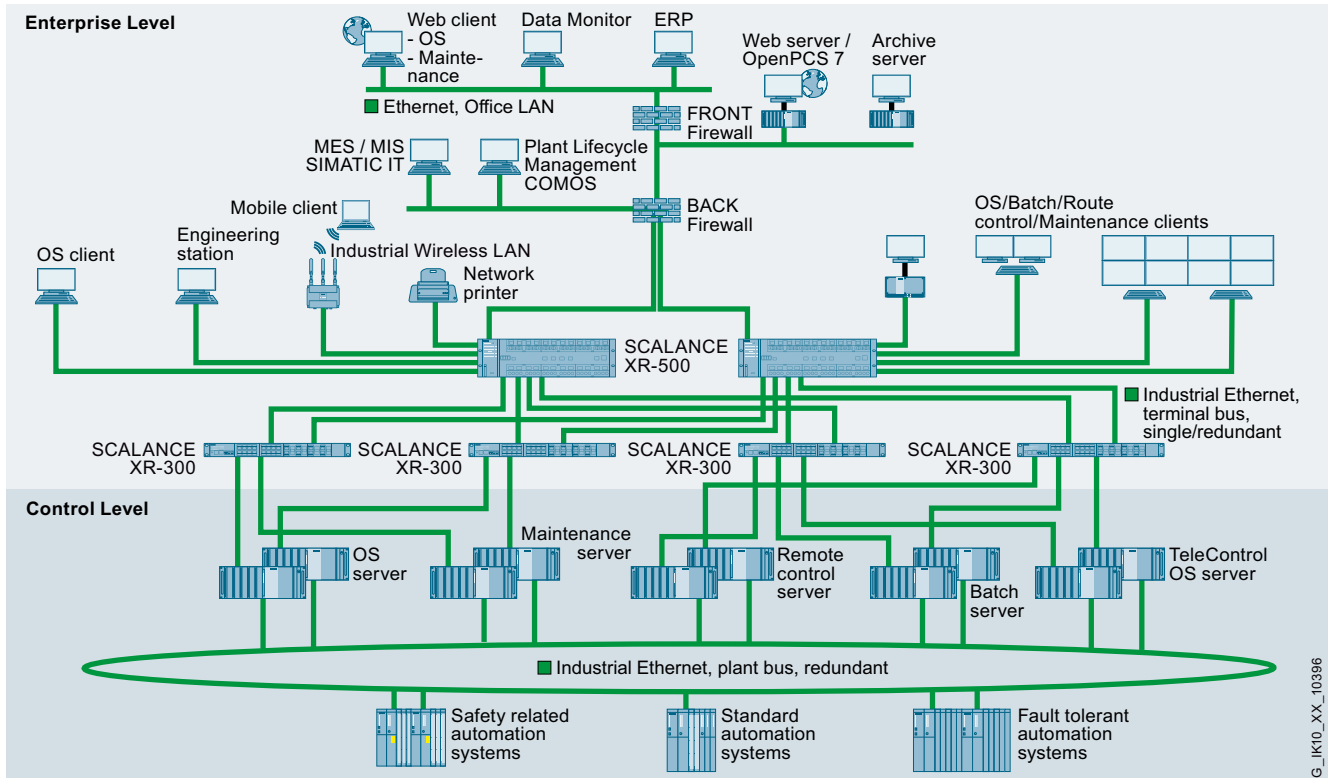 Enterprise Level
Web client
- OS
- Mainte-
nance
Data Monitor
ERP
Web server /
OpenPCS 7
Archive
server
Ethernet, Office LAN
FRONT
Firewall
MES / MIS
SIMATIC IT
Plant Lifecycle
Management
COMOS
BACK
Firewall
Mobile client
OS/Batch/Route
control/Maintenance clients
OS client
Engineering
station
Industrial Wireless LAN
Network
printer
SCALANCE
XR-500
Industrial Ethernet,
terminal bus,
single/redundant
SCALANCE
XR-300
SCALANCE
XR-300
SCALANCE
XR-300
SCALANCE
XR-300
Control Level
OS
server
Maintenance
server
Remote
control
server
Batch
server
TeleControl
OS server
Industrial Ethernet, plant bus, redundant
Safety related
automation
systems
Standard
automation
systems
Fault tolerant
automation
systems
G_IK10_XX_10396